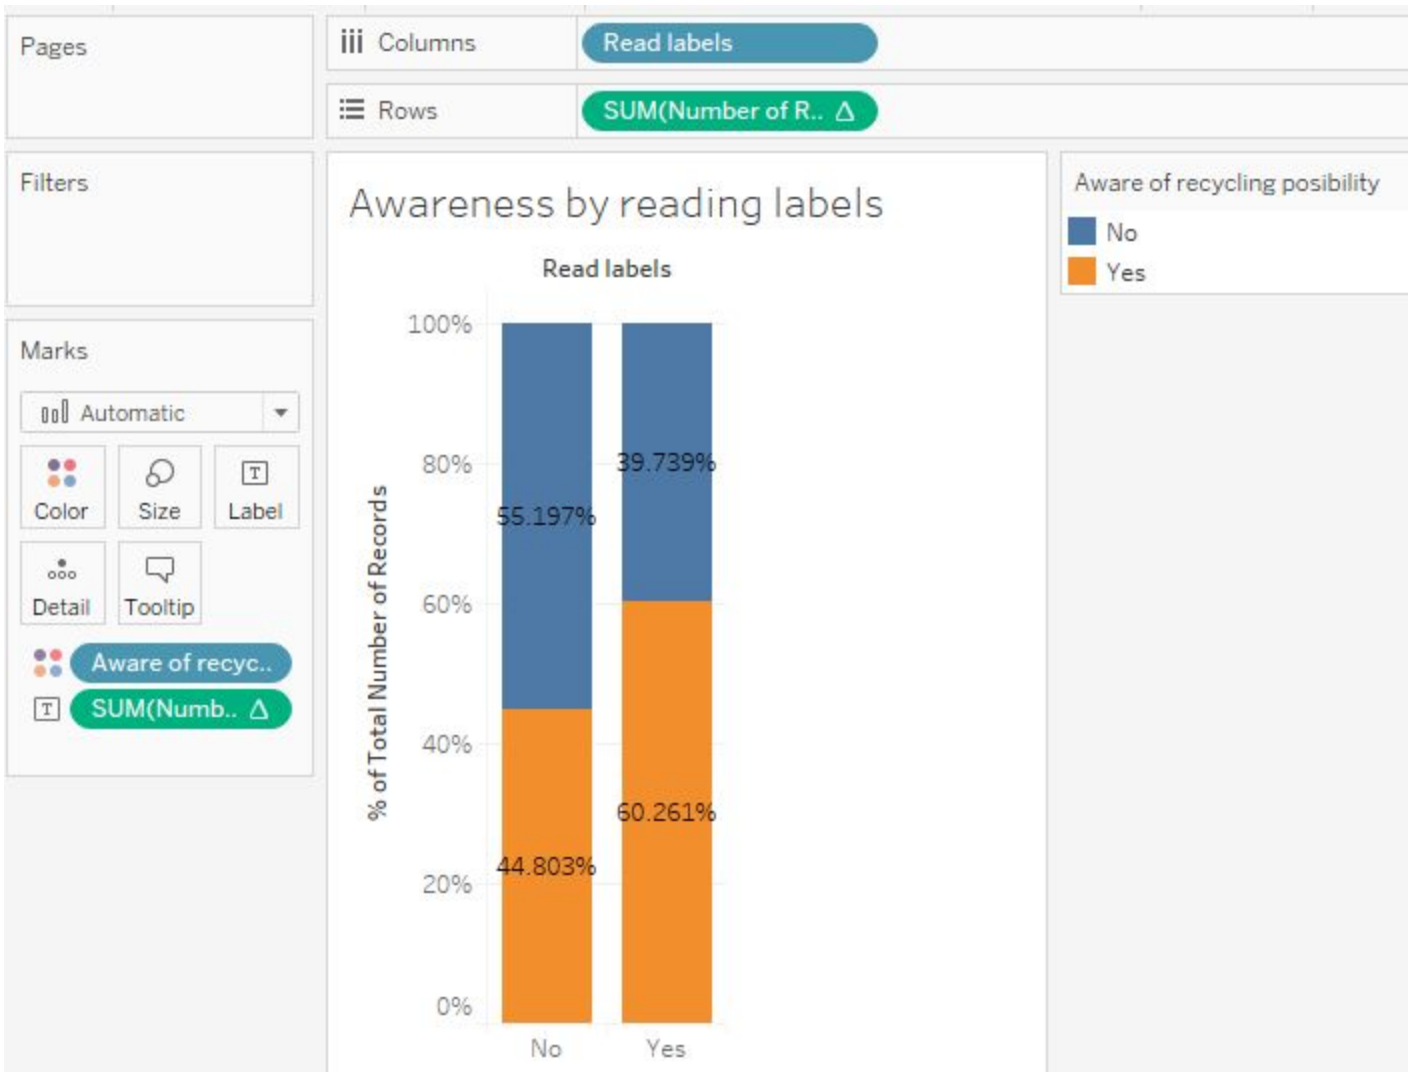 Pages
Columns
Read labels
Rows
SUM(Number of R.. Δ
Filters
Marks
Automatic
Color
Size
T
Label
Detail
Tooltip
Aware of recyc..
T
SUM(Numb.. Δ
Awareness by reading labels
Read labels
% of Total Number of Records
100%
80%
60%
40%
20%
0%
55.197%
39.739%
44.803%
60.261%
No
Yes
Aware of recycling posibility
No
Yes